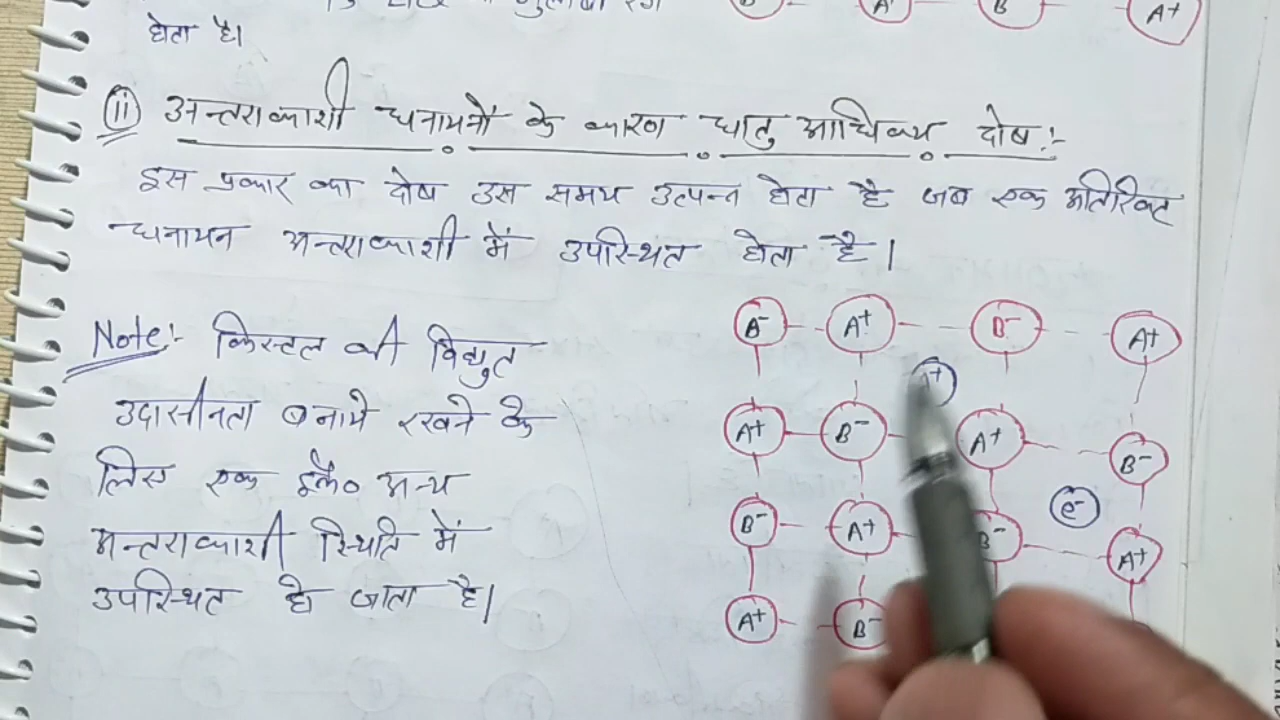 गुलाबी रंग
होता है।
B A+ B A+
(ii) अन्तराकाशी धनायनों के कारण धातु आधिक्य दोष:-
इस प्रकार का दोष उस समय उत्पन्न होता है जब एक अतिरिक्त
धनायन अन्तराकाशी में उपस्थित होता है।
Note:- क्रिस्टल की विद्युत
उदासीनता बनाये रखने के
लिए एक इलै० अन्य
अन्तराकाशी स्थिति में
उपस्थित हो जाता है।
B- A+ B- A+
A+
A+ B- A+ B-
e-
B- A+ B- A+
A+ B-